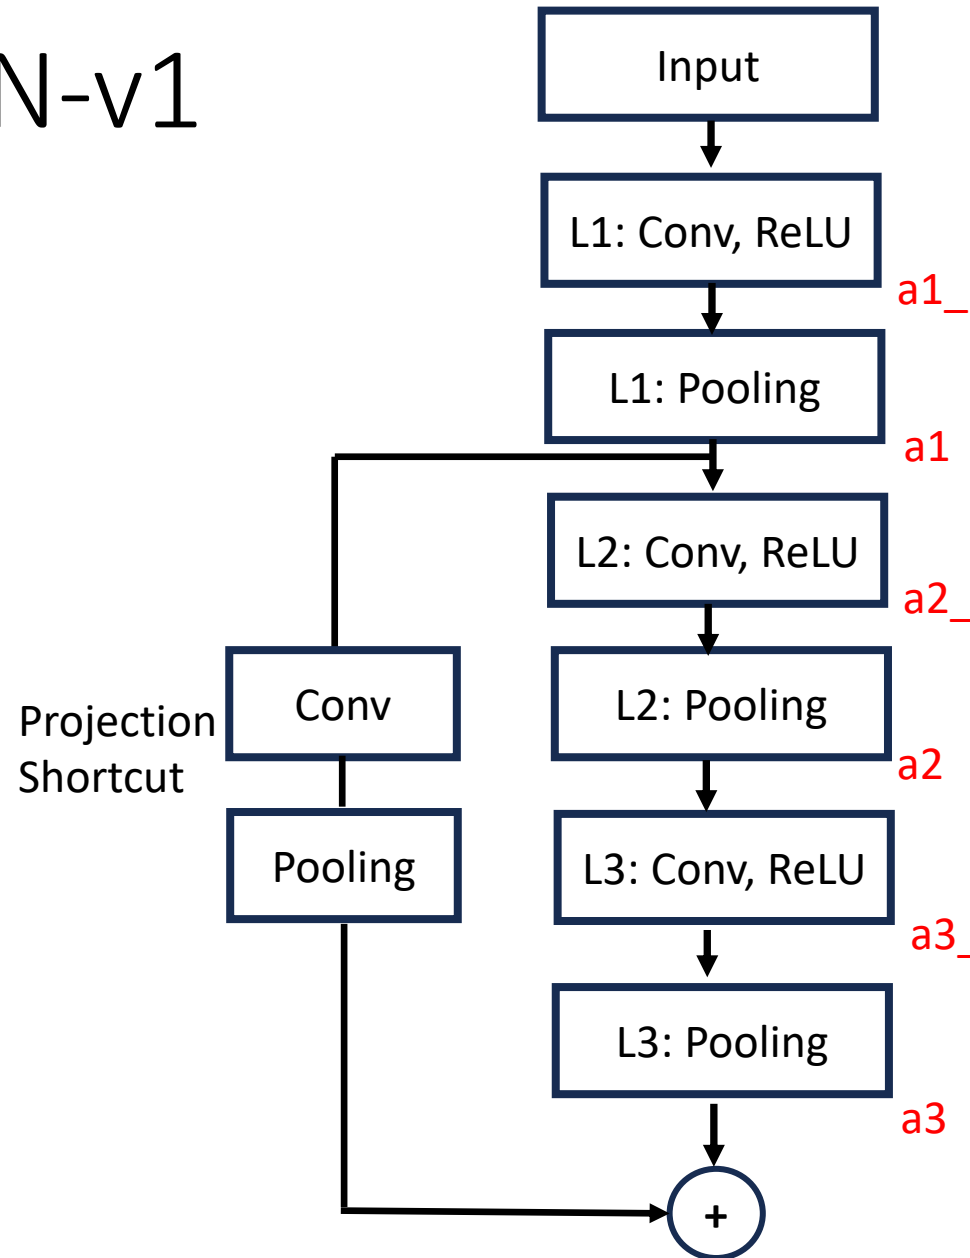 N-v1
Input
L1: Conv, ReLU
a1_
L1: Pooling
a1
L2: Conv, ReLU
a2_
Conv
L2: Pooling
Projection
Shortcut
a2
Pooling
L3: Conv, ReLU
a3_
L3: Pooling
a3
+